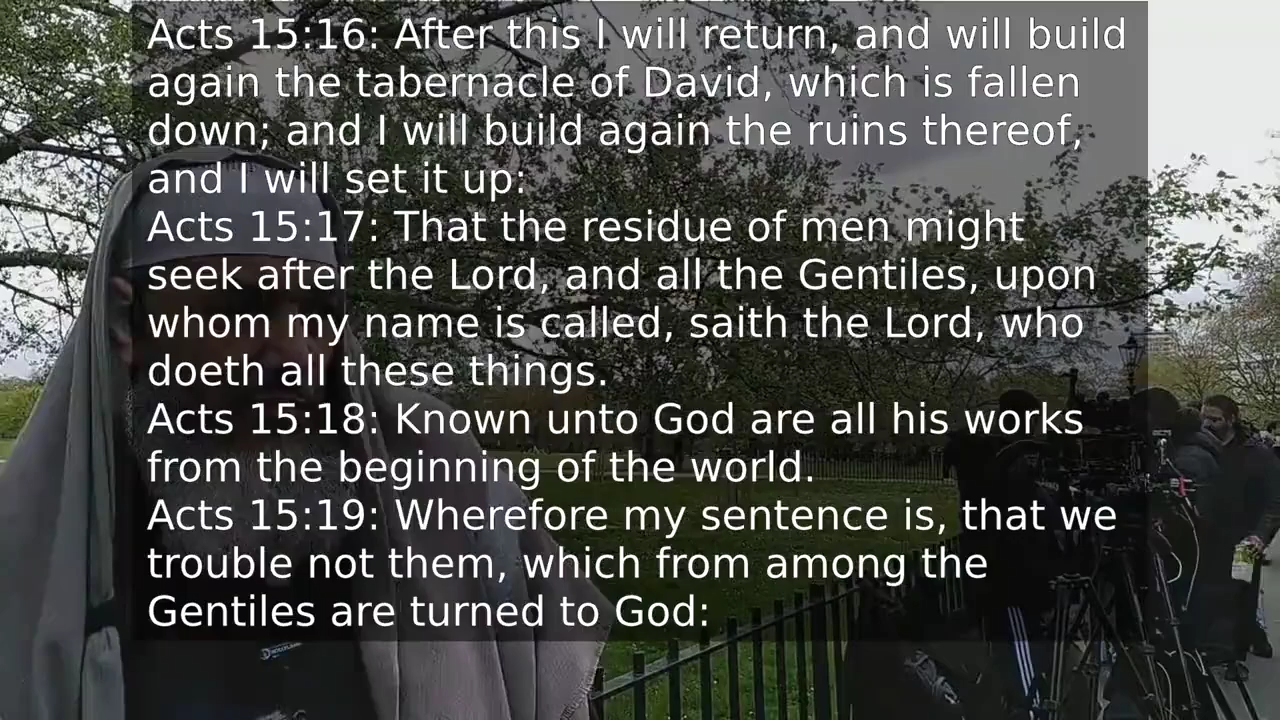 Acts 15:16: After this I will return, and will build
again the tabernacle of David, which is fallen
down; and I will build again the ruins thereof,
and I will set it up:
Acts 15:17: That the residue of men might
seek after the Lord, and all the Gentiles, upon
whom my name is called, saith the Lord, who
doeth all these things.
Acts 15:18: Known unto God are all his works
from the beginning of the world.
Acts 15:19: Wherefore my sentence is, that we
trouble not them, which from among the
Gentiles are turned to God: